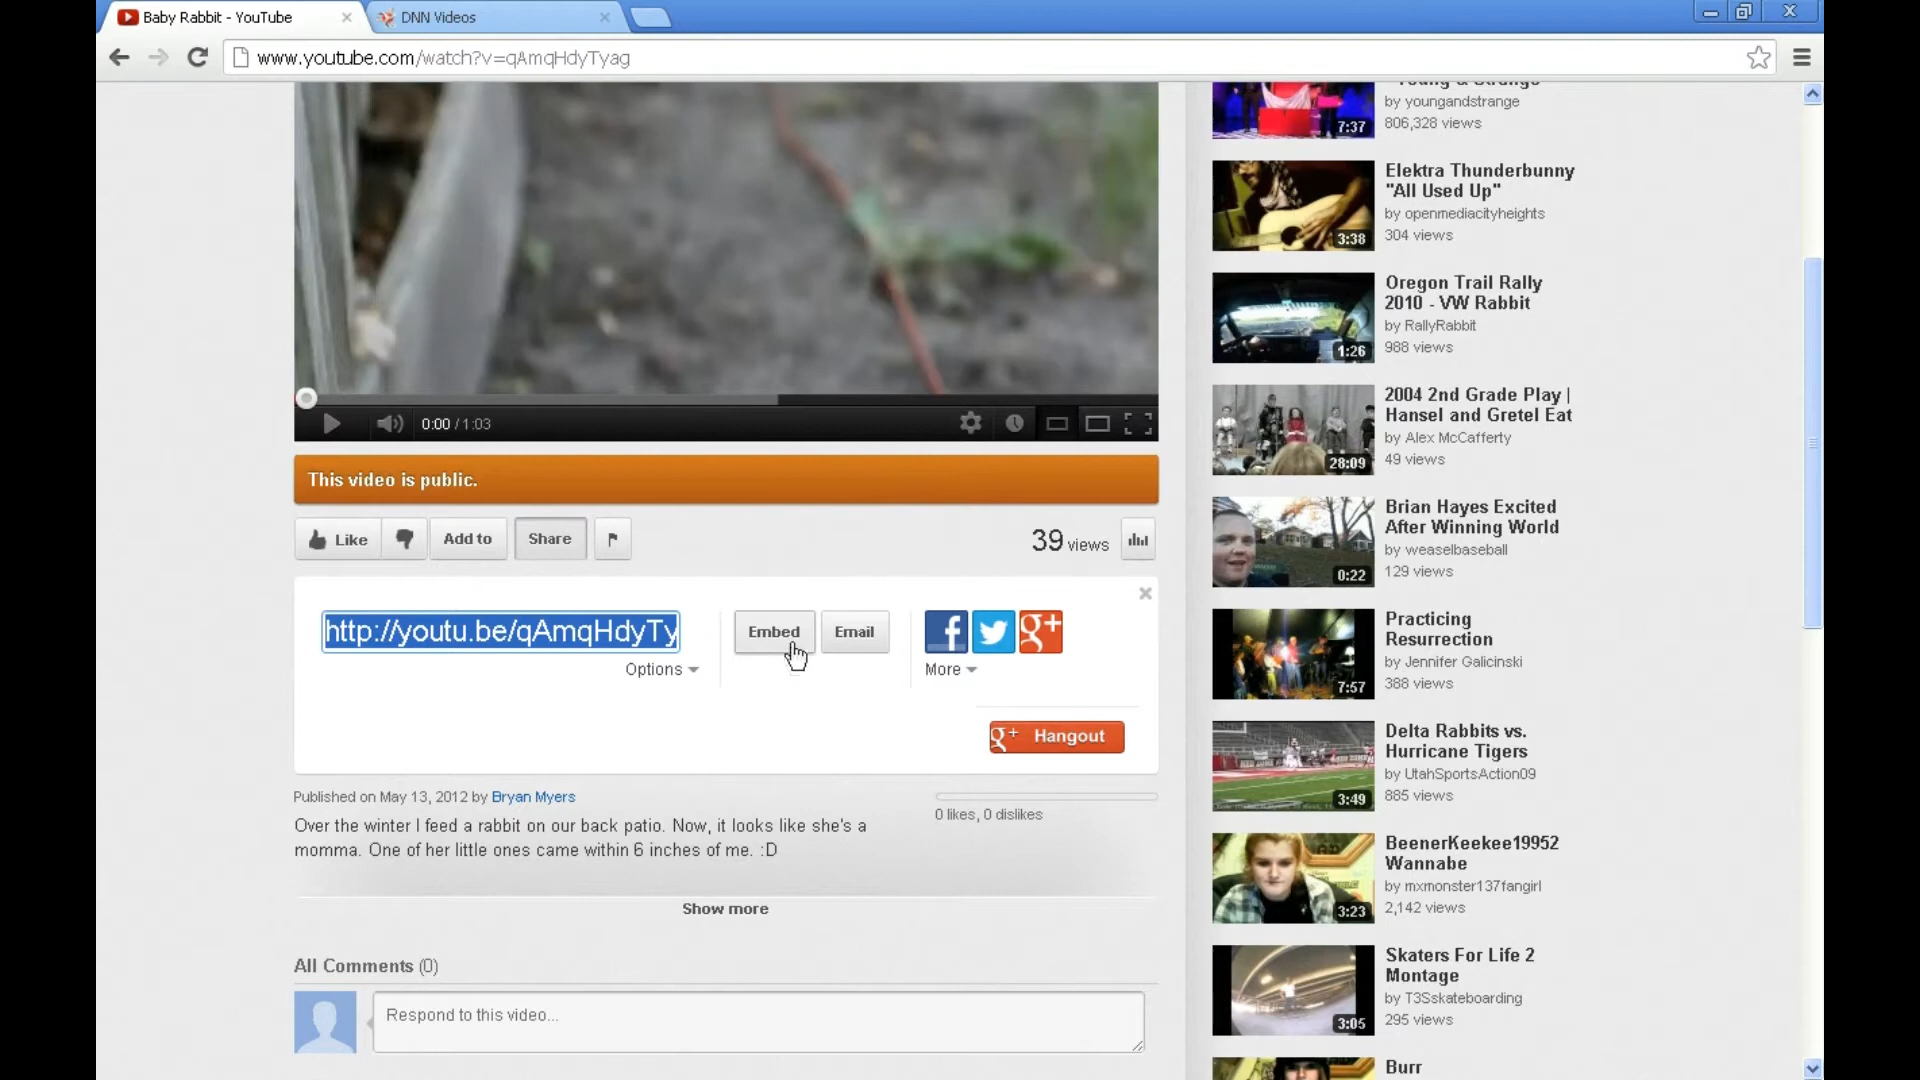 Baby Rabbit - YouTube
DNN Videos
www.youtube.com/watch?v=qAmqHdyTyag
0:00 / 1:03
This video is public.
Like
Add to
Share
39 views
http://youtu.be/qAmqHdyTy
Options
Embed
Email
More
g+ Hangout
Published on May 13, 2012 by Bryan Myers
0 likes, 0 dislikes
Over the winter I feed a rabbit on our back patio. Now, it looks like she's a
momma. One of her little ones came within 6 inches of me. :D
Show more
All Comments (0)
Respond to this video...
Young & Strange
by youngandstrange
806,328 views
7:37
Elektra Thunderbunny
"All Used Up"
by openmediacityheights
304 views
3:38
Oregon Trail Rally
2010 - VW Rabbit
by RallyRabbit
988 views
1:26
2004 2nd Grade Play |
Hansel and Gretel Eat
by Alex McCafferty
49 views
28:09
Brian Hayes Excited
After Winning World
by weaselbaseball
129 views
0:22
Practicing
Resurrection
by Jennifer Galicinski
388 views
7:57
Delta Rabbits vs.
Hurricane Tigers
by UtahSportsAction09
885 views
3:49
BeenerKeekee19952
Wannabe
by mxmonster137fangirl
2,142 views
3:23
Skaters For Life 2
Montage
by T3Sskateboarding
295 views
3:05
Burr